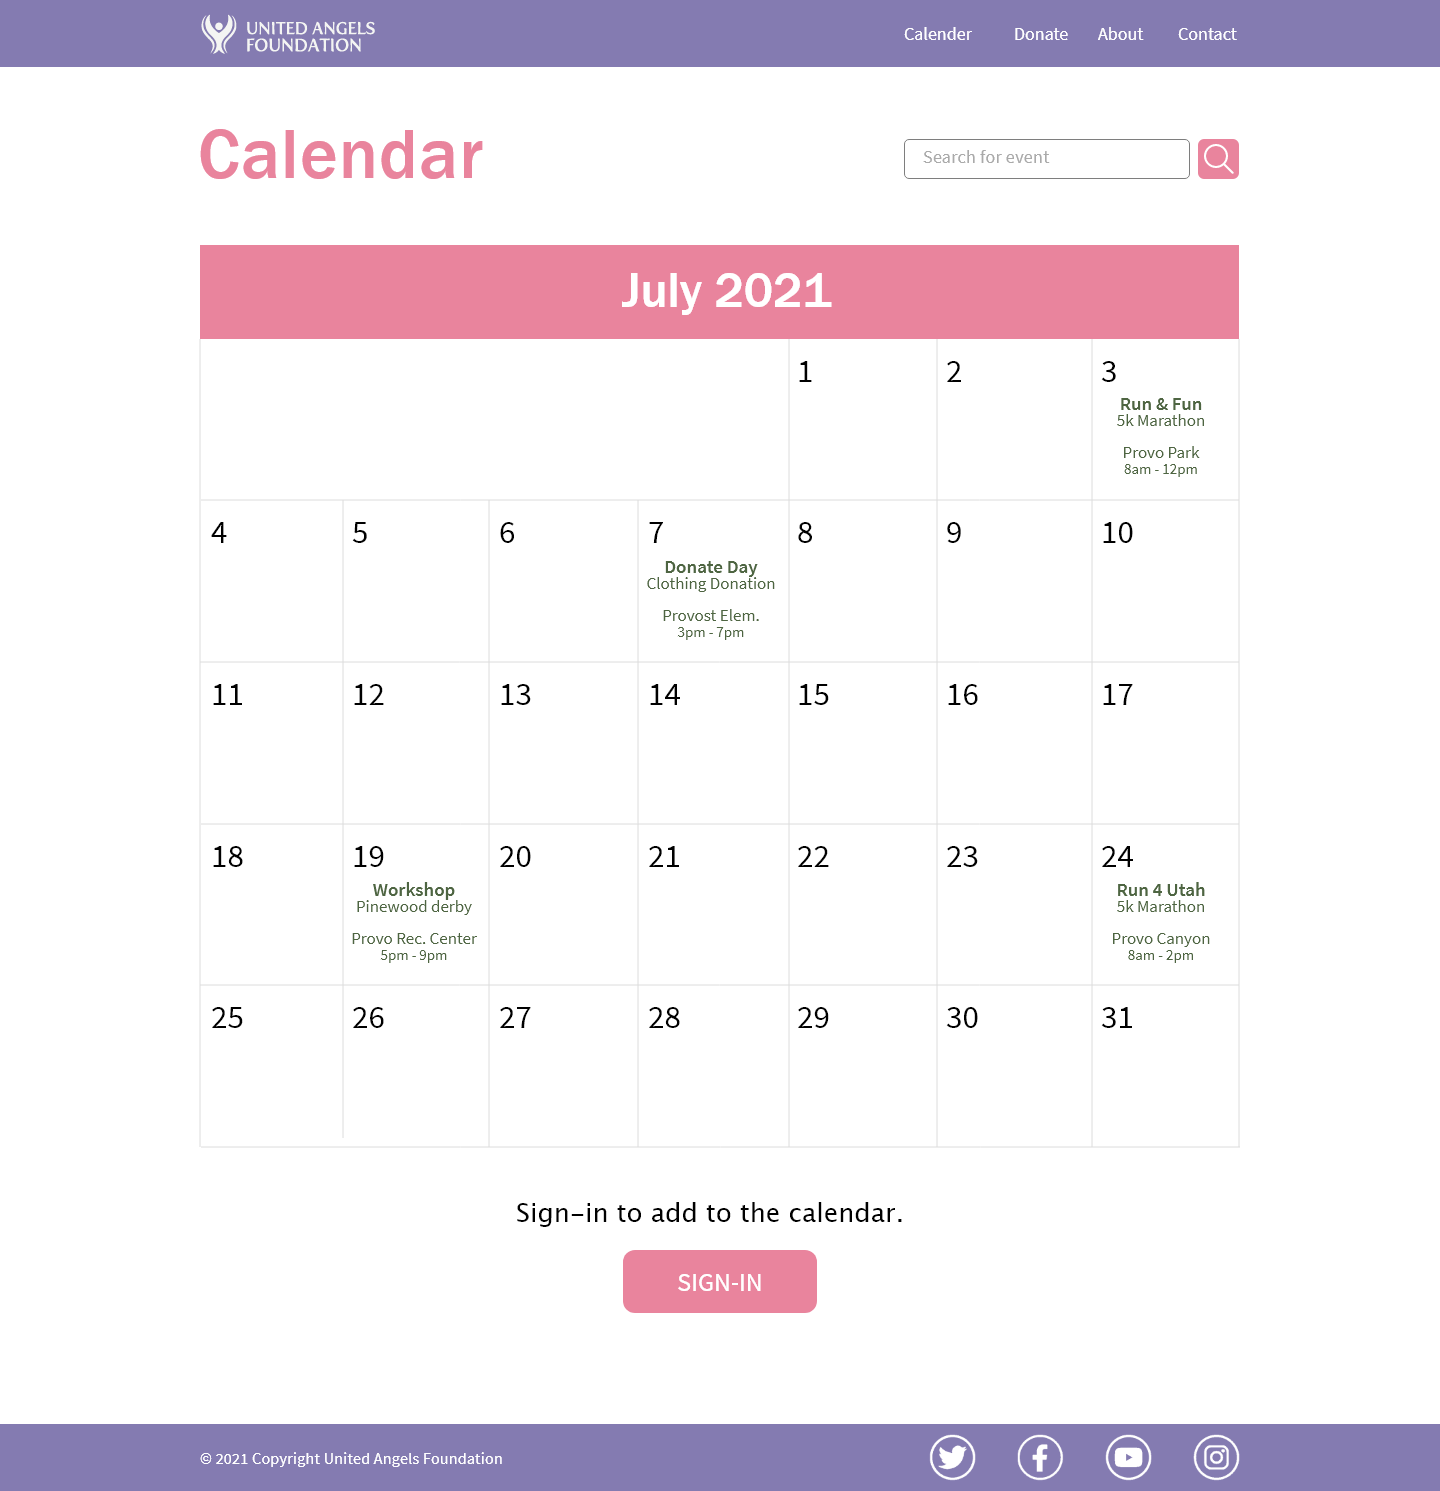 UNITED ANGELS
FOUNDATION
Calender Donate About Contact
Calendar
Search for event
July 2021
1 2 3
Run & Fun
5k Marathon
Provo Park
8am - 12pm
4 5 6 7 8 9 10
Donate Day
Clothing Donation
Provost Elem.
3pm - 7pm
11 12 13 14 15 16 17
18 19 20 21 22 23 24
Workshop
Pinewood derby
Provo Rec. Center
5pm - 9pm
Run 4 Utah
5k Marathon
Provo Canyon
8am - 2pm
25 26 27 28 29 30 31
Sign-in to add to the calendar.
SIGN-IN
© 2021 Copyright United Angels Foundation